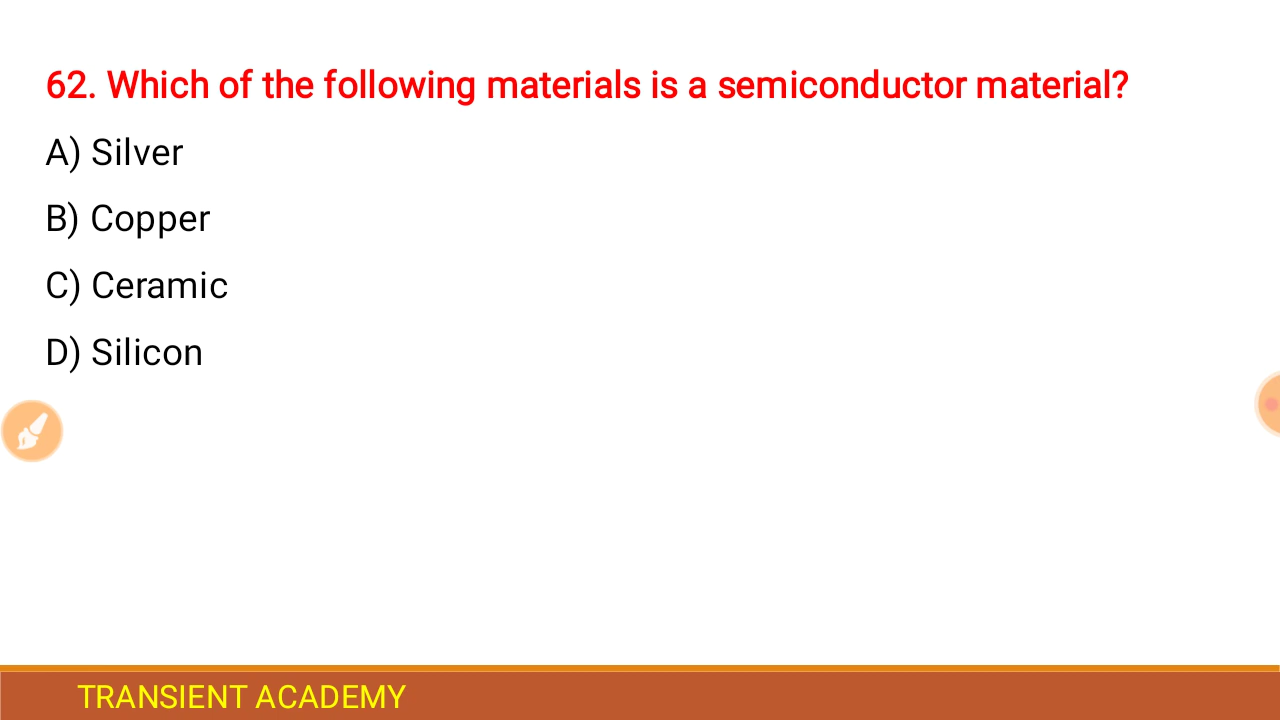 62. Which of the following materials is a semiconductor material?
A) Silver
B) Copper
C) Ceramic
D) Silicon
TRANSIENT ACADEMY